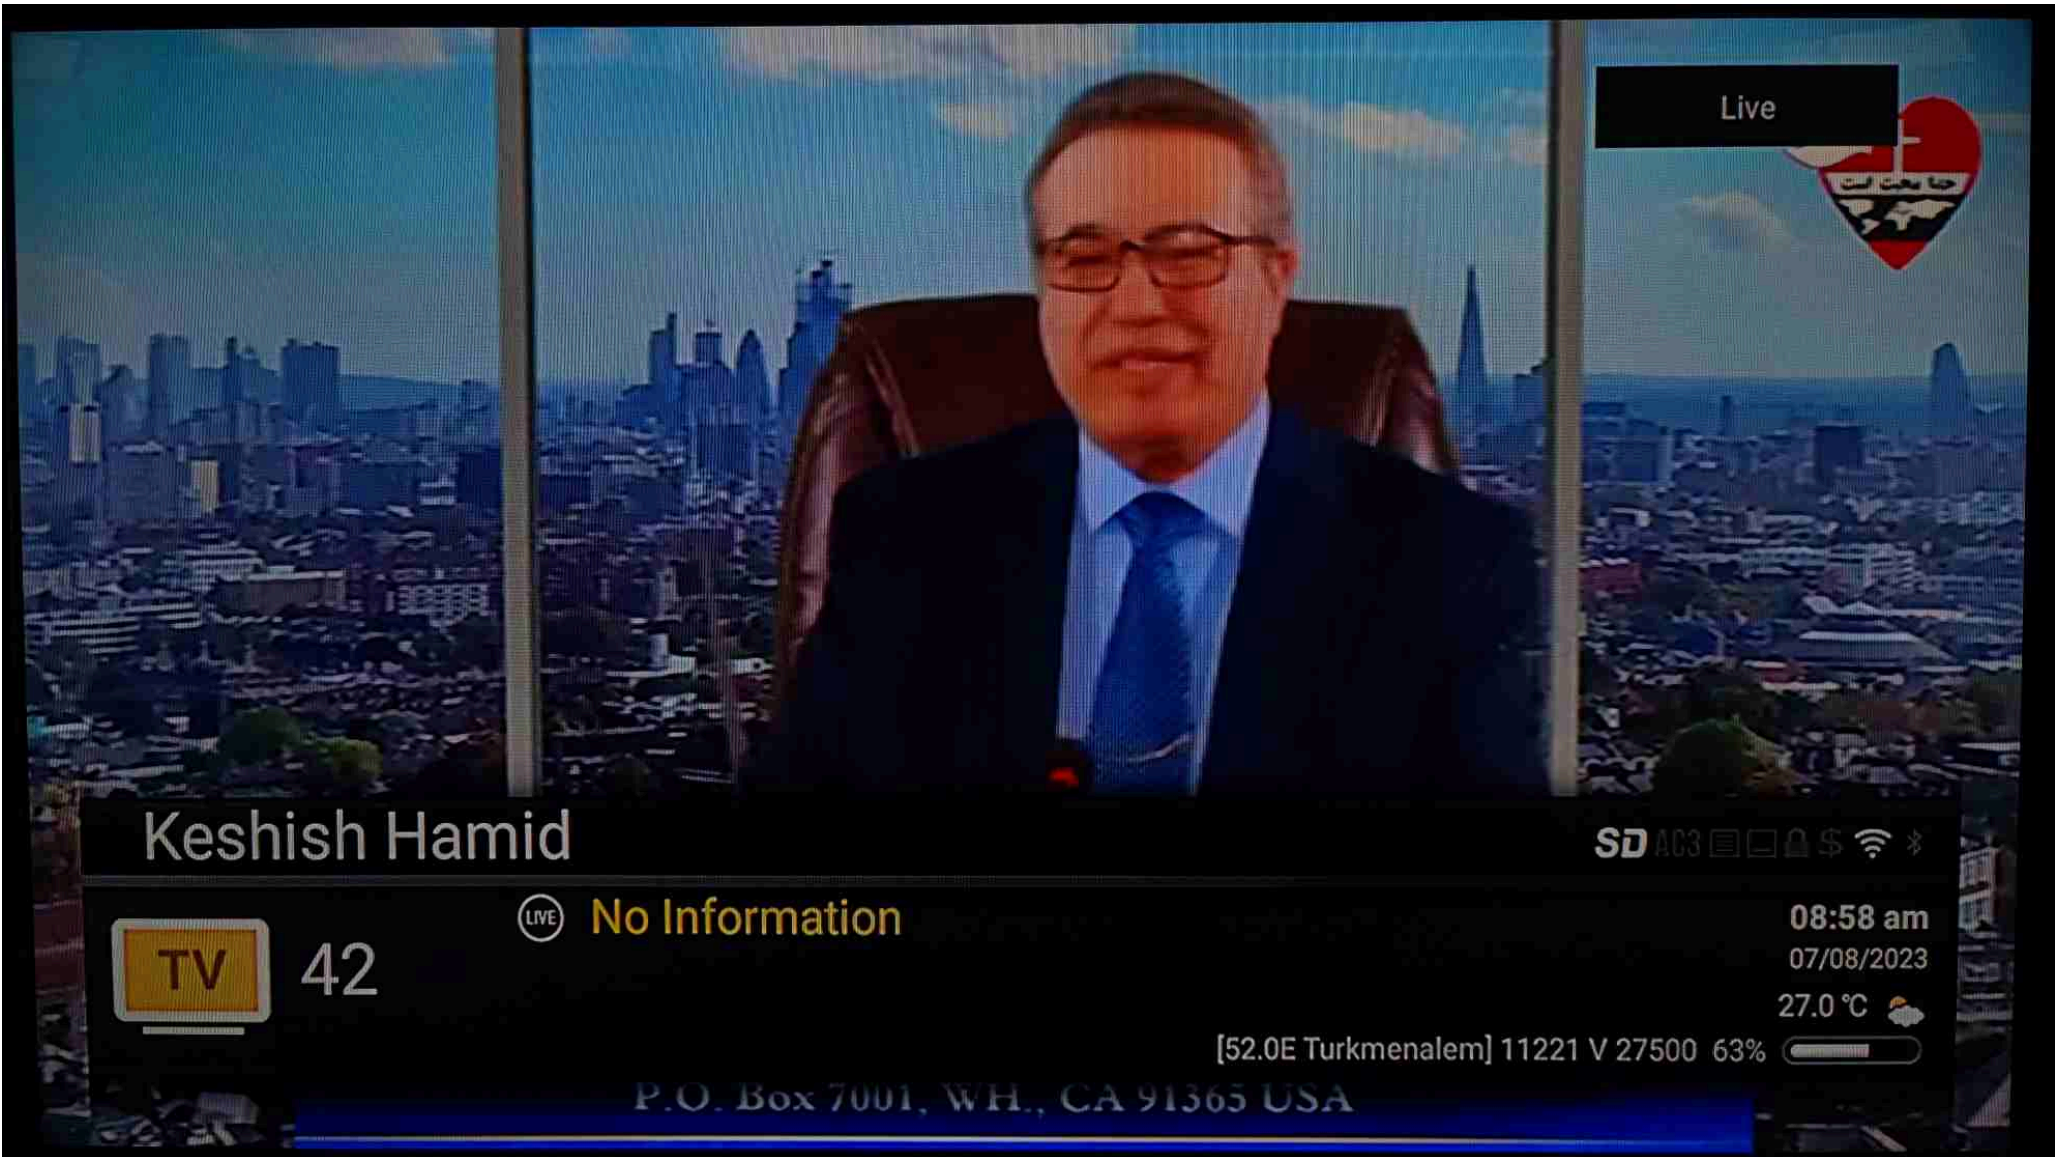 Live
Keshish Hamid
SD AC3 $
LIVE No Information
08:58 am
TV 42
07/08/2023
27.0 °C
[52.0E Turkmenalem] 11221 V 27500 63%
P.O. Box 7001, WH., CA 91365 USA